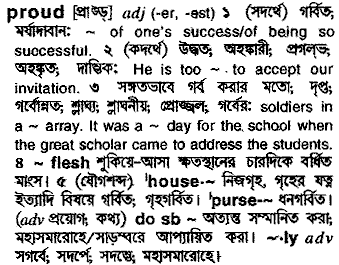 proud [প্রাউড্] adj (-er, -est) ১ (সদর্থে) গর্বিত;
মর্যাদাবান: ~ of one's success/of being so
successful. ২ (কদর্থে) উদ্ধত; অহঙ্কারী; প্রগল্ভ;
অহঙ্কৃত; দাম্ভিক: He is too ~ to accept our
invitation. ৩ সঙ্গতভাবে গর্ব করার মতো; দৃপ্ত;
গর্বোন্নত; শ্লাঘ্য; শ্লাঘনীয়; প্রোজ্জ্বল; গর্বের: soldiers in
a ~ array. It was a ~ day for the school when
the great scholar came to address the students.
৪ ~ flesh শুকিয়ে-আসা ক্ষতস্থানের চারদিকে বর্ধিত
মাংস। ৫ (যৌগশব্দ) 'house-~ নিজগৃহ, গৃহের যত্ন
ইত্যাদি বিষয়ে গর্বিত; গৃহগর্বিত। 'purse-~ ধনগর্বিত।
(adv প্রয়োগ; কথ্য) do sb ~ অত্যন্ত সম্মানিত করা;
মহাসমারোহে/সাড়ম্বরে আপ্যায়িত করা। ~·ly adv
সগর্বে; সদর্পে; সদম্ভে; মহাসমারোহে।